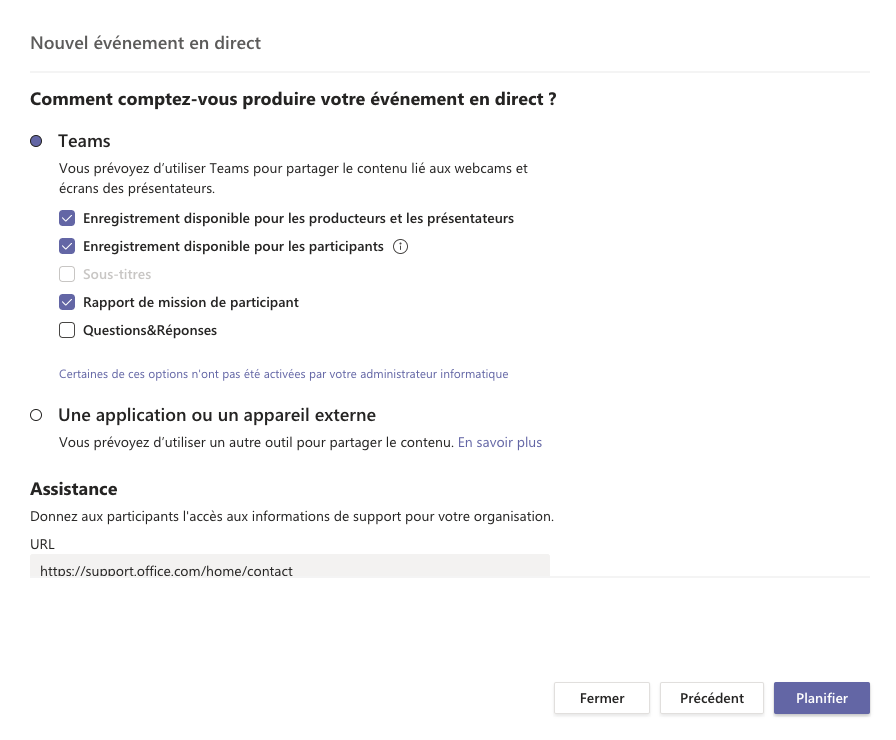 Nouvel événement en direct
Comment comptez-vous produire votre événement en direct ?
Teams
Vous prévoyez d’utiliser Teams pour partager le contenu lié aux webcams et
écrans des présentateurs.
Enregistrement disponible pour les producteurs et les présentateurs
Enregistrement disponible pour les participants
Sous-titres
Rapport de mission de participant
Questions&Réponses
Certaines de ces options n'ont pas été activées par votre administrateur informatique
Une application ou un appareil externe
Vous prévoyez d’utiliser un autre outil pour partager le contenu. En savoir plus
Assistance
Donnez aux participants l'accès aux informations de support pour votre organisation.
URL
https://support.office.com/home/contact
Fermer Précédent Planifier